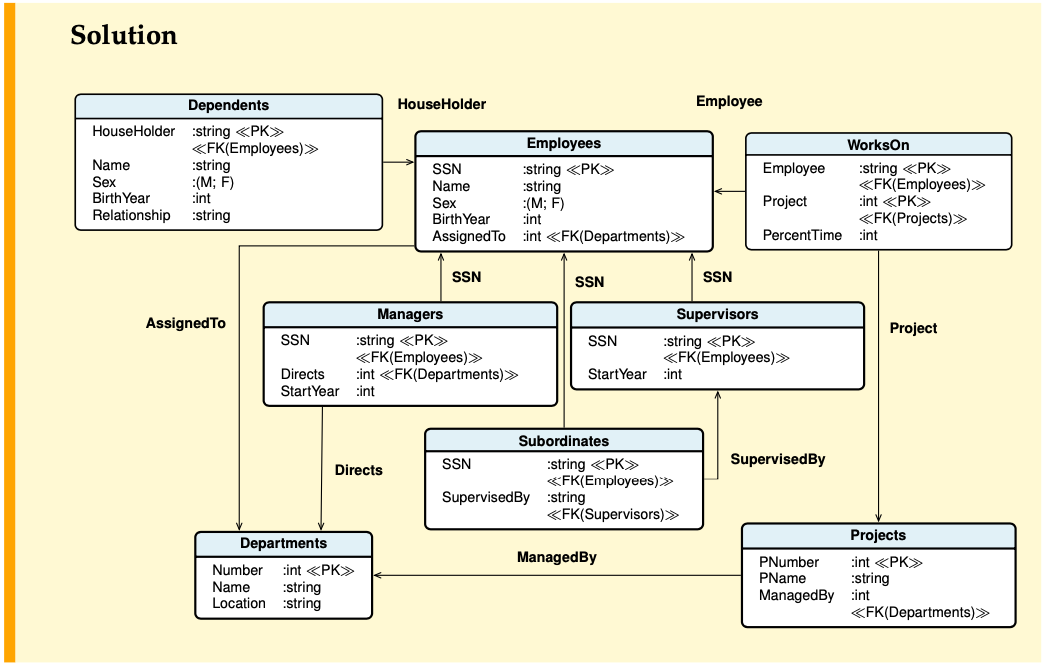 Solution
HouseHolder
Employee
Dependents
HouseHolder :string ≪PK≫
≪FK(Employees)≫
Name :string
Sex :(M; F)
BirthYear :int
Relationship :string
Employees
SSN :string ≪PK≫
Name :string
Sex :(M; F)
BirthYear :int
AssignedTo :int ≪FK(Departments)≫
WorksOn
Employee :string ≪PK≫
≪FK(Employees)≫
Project :int ≪PK≫
≪FK(Projects)≫
PercentTime :int
SSN
SSN
SSN
AssignedTo
Managers
SSN :string ≪PK≫
≪FK(Employees)≫
Directs :int ≪FK(Departments)≫
StartYear :int
Supervisors
SSN :string ≪PK≫
≪FK(Employees)≫
StartYear :int
Project
Directs
Subordinates
SSN :string ≪PK≫
≪FK(Employees)≫
SupervisedBy :string
≪FK(Supervisors)≫
SupervisedBy
Departments
Number :int ≪PK≫
Name :string
Location :string
ManagedBy
Projects
PNumber :int ≪PK≫
PName :string
ManagedBy :int
≪FK(Departments)≫